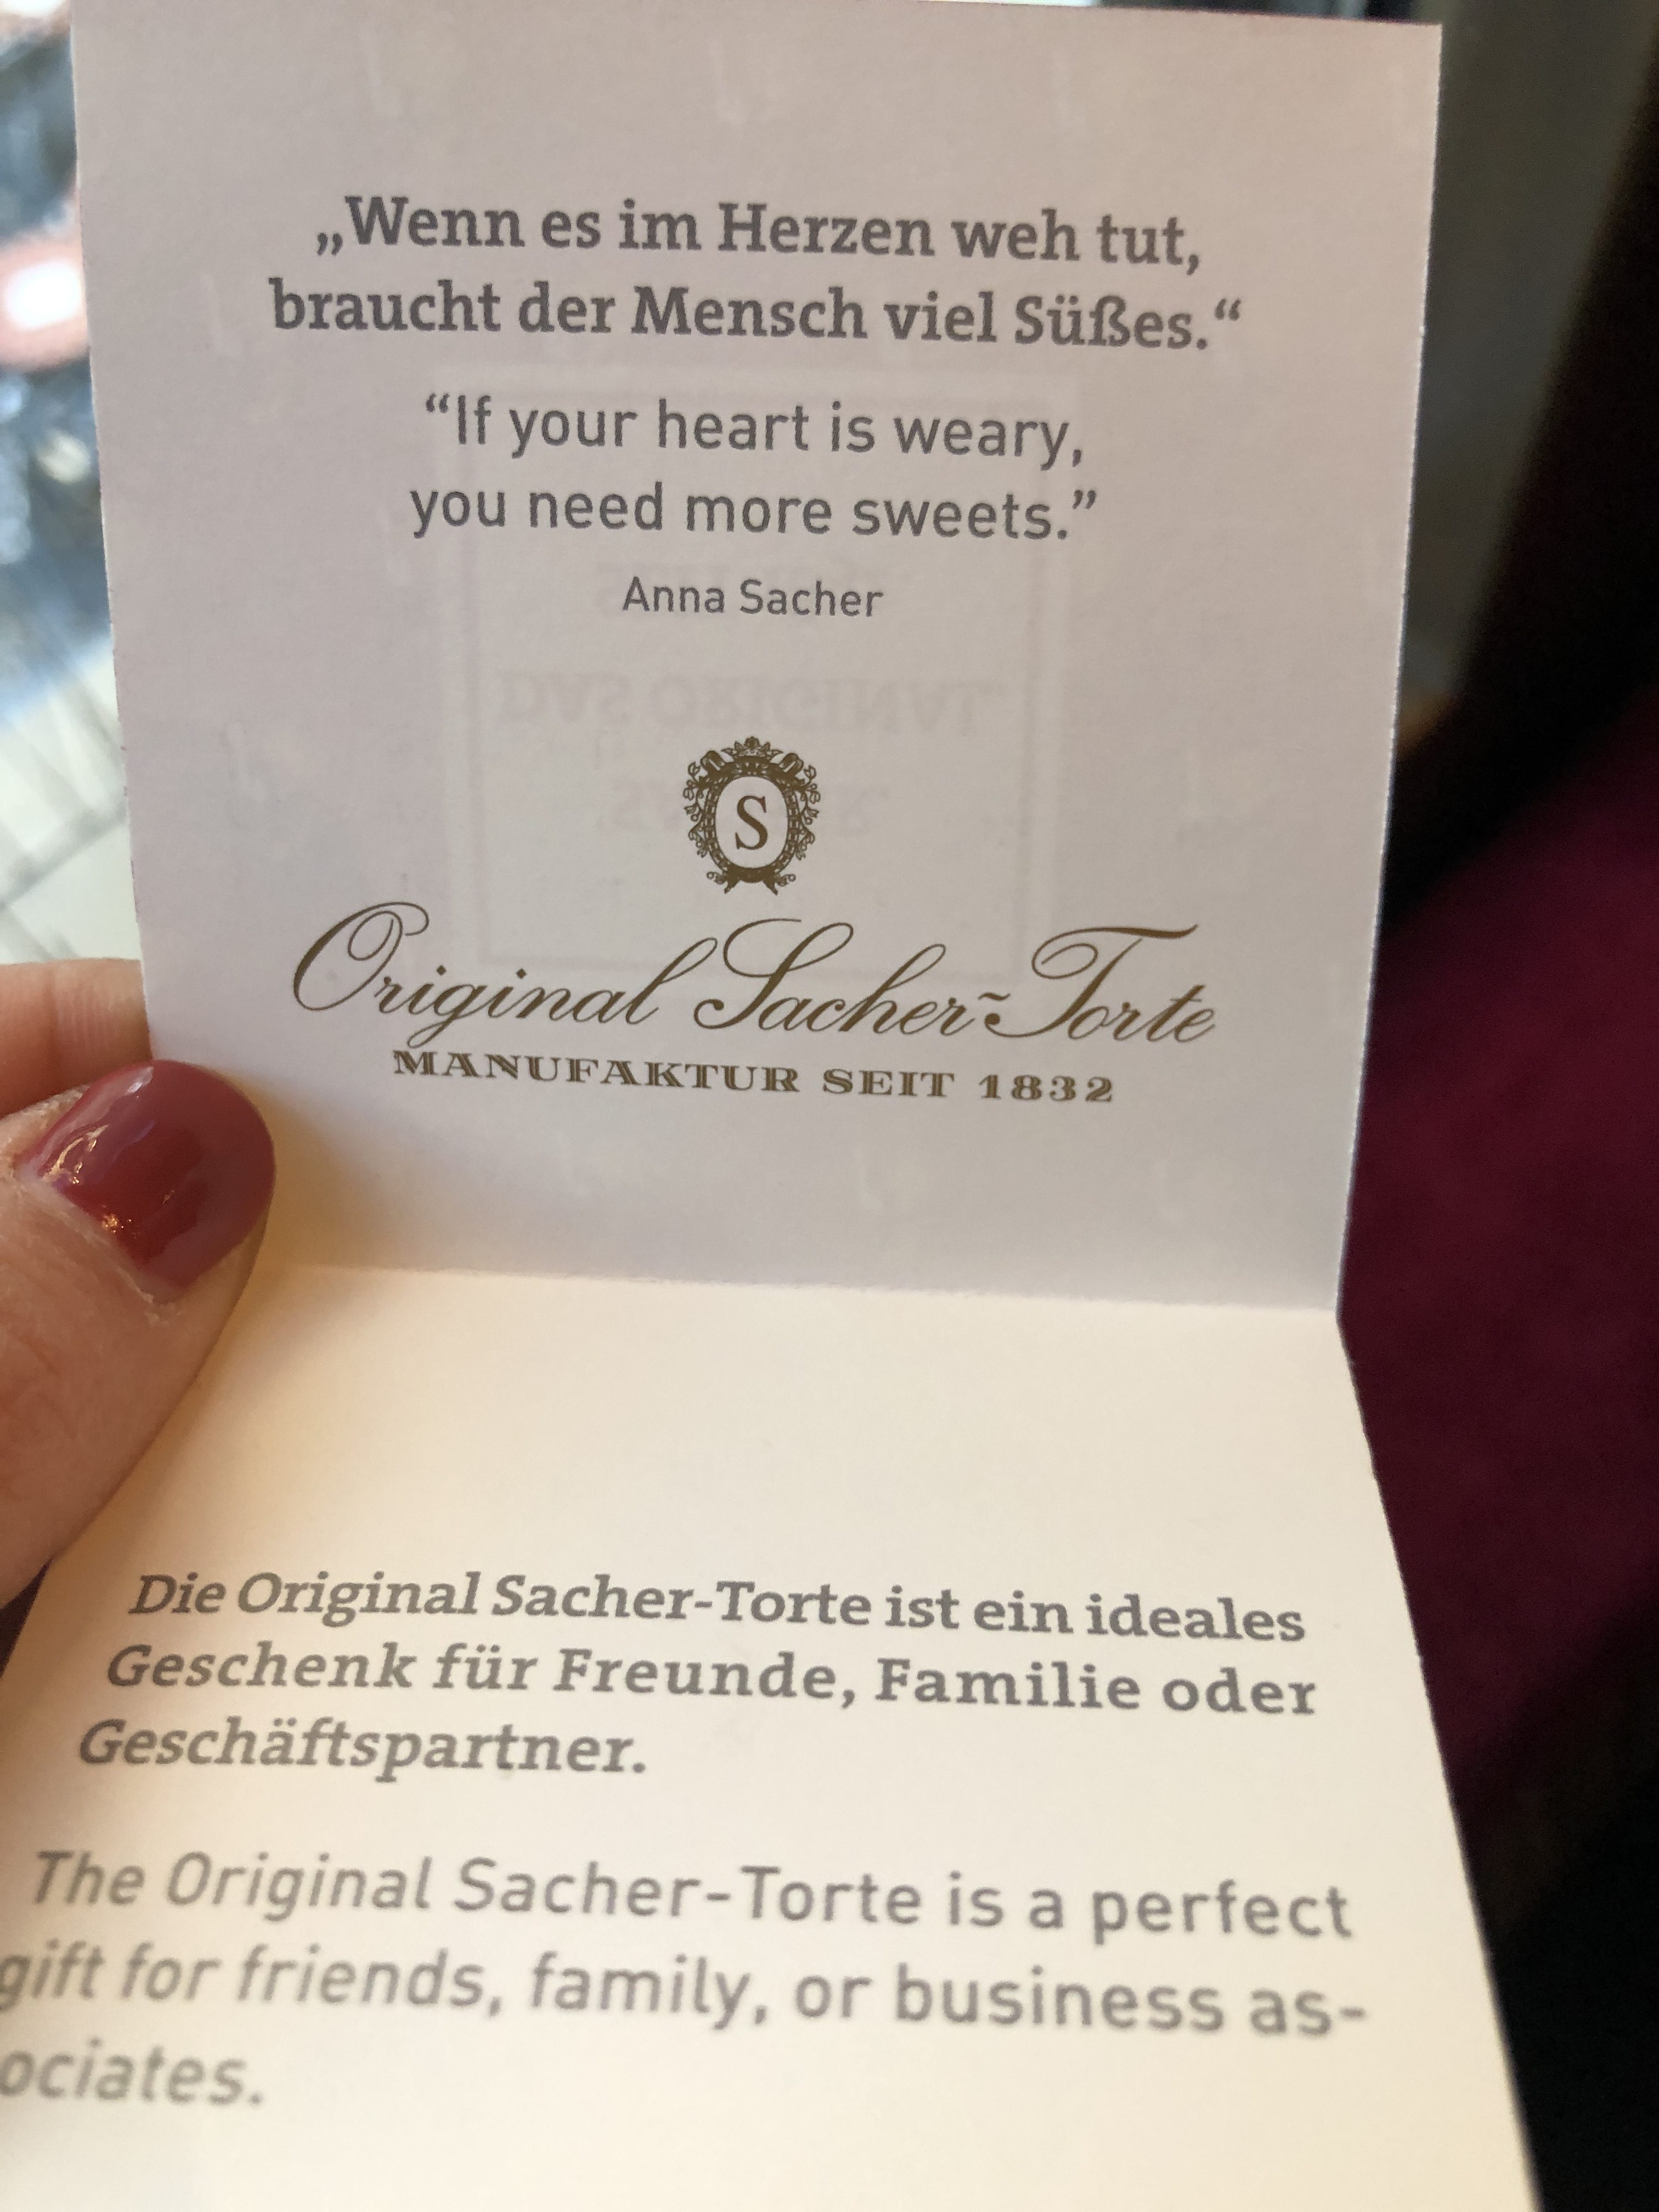 „Wenn es im Herzen weh tut,
braucht der Mensch viel Süßes.“
“If your heart is weary,
you need more sweets.”
Anna Sacher
DAS ORIGINAL
S
Original Sacher-Torte
MANUFAKTUR SEIT 1832
Die Original Sacher-Torte ist ein ideales
Geschenk für Freunde, Familie oder
Geschäftspartner.
The Original Sacher-Torte is a perfect
gift for friends, family, or business as-
ociates.